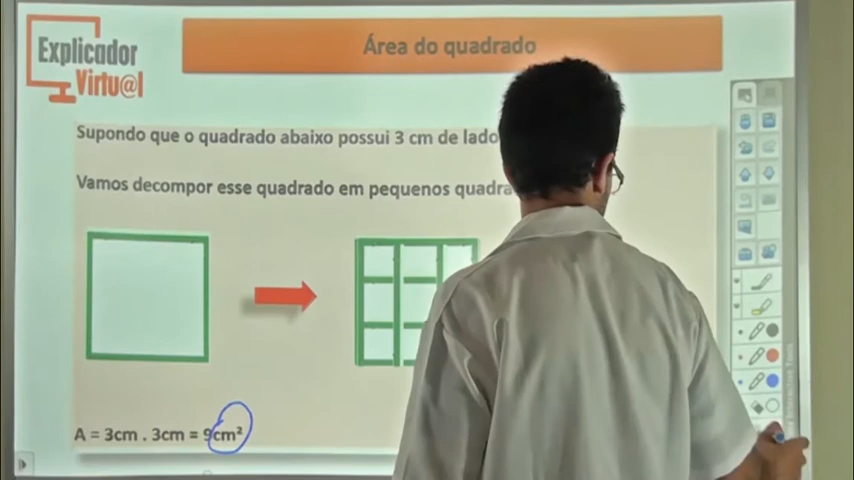 Explicador
Virtu@l
Área do quadrado
Supondo que o quadrado abaixo possui 3 cm de lado
Vamos decompor esse quadrado em pequenos quadra
A = 3cm . 3cm = 9cm²